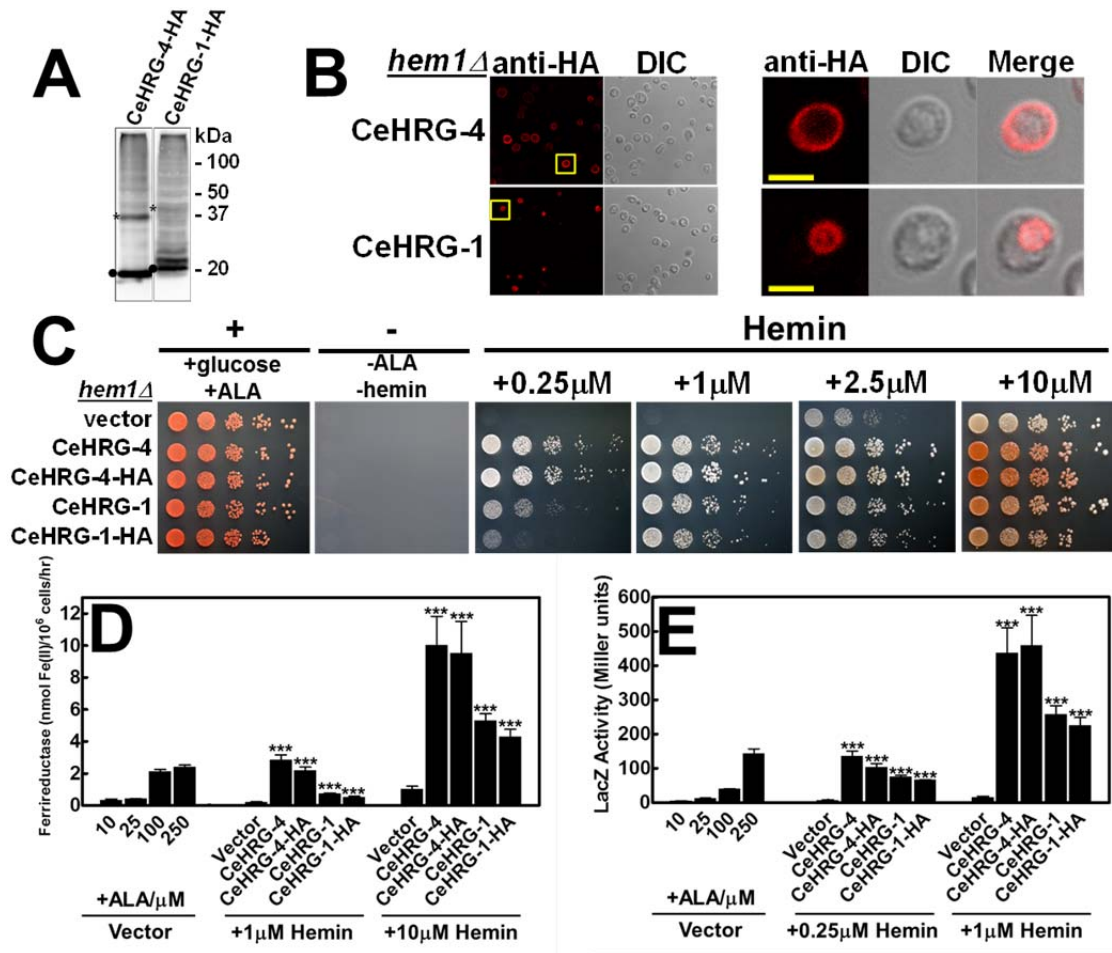 A
CeHRG-4-HA
CeHRG-1-HA
kDa
- 100
- 50
- 37
- 20
*
*
B
hem1Δ
anti-HA DIC
anti-HA DIC Merge
CeHRG-4
CeHRG-1
C
+
-
Hemin
+glucose
+ALA
-ALA
-hemin
+0.25μM
+1μM
+2.5μM
+10μM
hem1Δ
vector
CeHRG-4
CeHRG-4-HA
CeHRG-1
CeHRG-1-HA
D
Ferrireductase (nmol Fe(II)/10⁶ cells/hr)
12
10
8
6
4
2
0
*** *** *** ***
*** *** *** ***
10 25 100 250
Vector CeHRG-4 CeHRG-4-HA CeHRG-1 CeHRG-1-HA
Vector CeHRG-4 CeHRG-4-HA CeHRG-1 CeHRG-1-HA
+ALA/μM
Vector
+1μM Hemin
+10μM Hemin
E
LacZ Activity (Miller units)
600
500
400
300
200
100
0
*** *** *** ***
*** *** *** ***
10 25 100 250
Vector CeHRG-4 CeHRG-4-HA CeHRG-1 CeHRG-1-HA
Vector CeHRG-4 CeHRG-4-HA CeHRG-1 CeHRG-1-HA
+ALA/μM
Vector
+0.25μM Hemin
+1μM Hemin